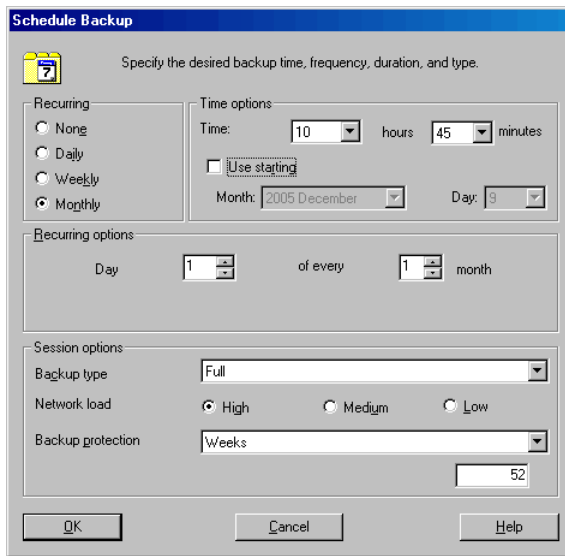 Schedule Backup
7
Specify the desired backup time, frequency, duration, and type.
Recurring
None
Daily
Weekly
Monthly
Time options
Time: 10 hours 45 minutes
Use starting
Month: 2005 December Day: 9
Recurring options
Day 1 of every 1 month
Session options
Backup type Full
Network load High Medium Low
Backup protection Weeks
52
OK Cancel Help